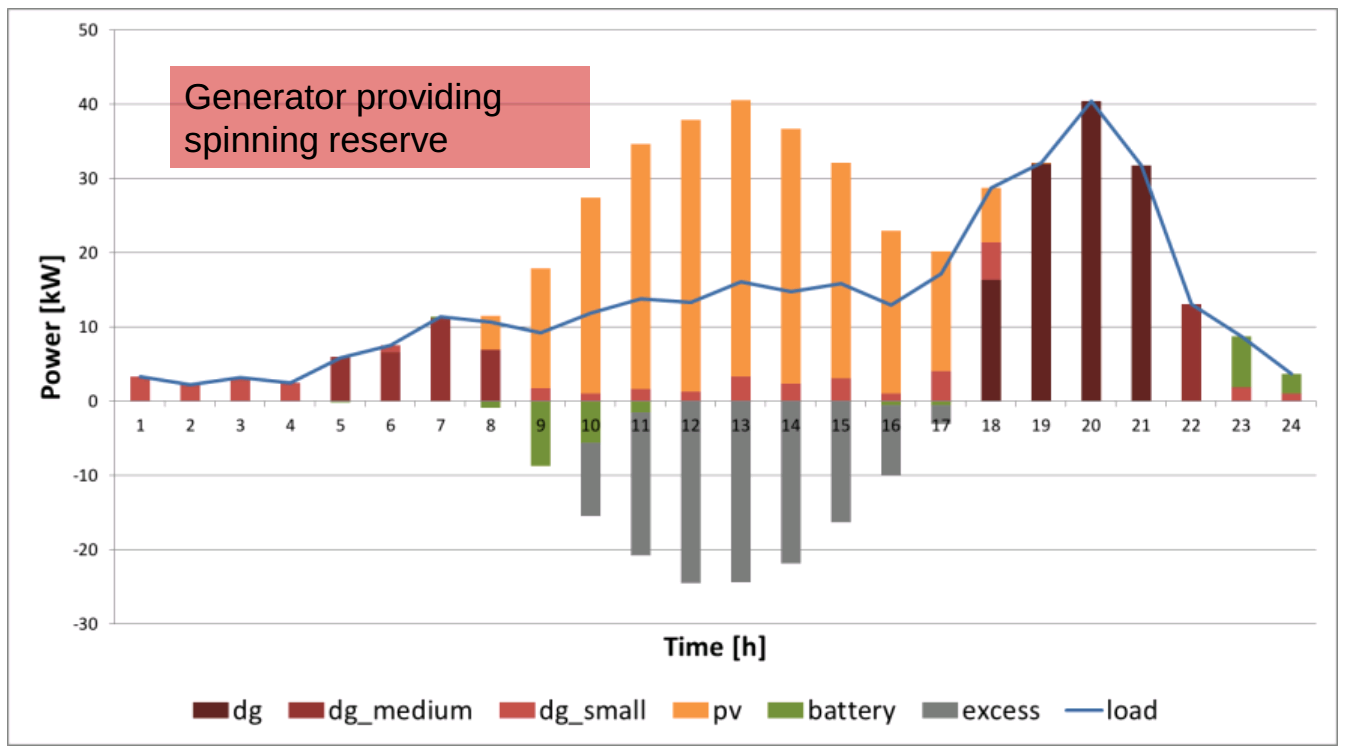 Generator providing
spinning reserve
Power [kW]
50
40
30
20
10
0
-10
-20
-30
1 2 3 4 5 6 7 8 9 10 11 12 13 14 15 16 17 18 19 20 21 22 23 24
Time [h]
dg dg_medium dg_small pv battery excess load